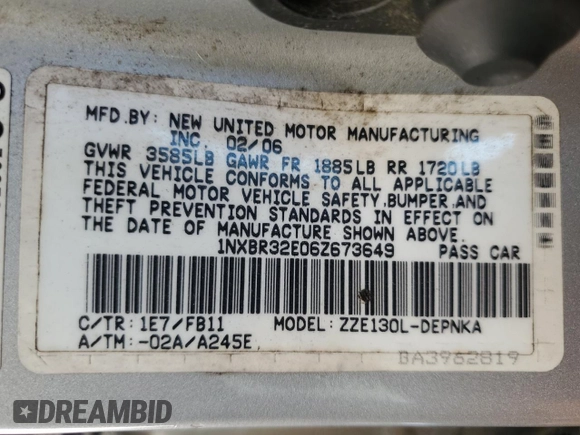 MFD.BY: NEW UNITED MOTOR MANUFACTURING
INC. 02/06
GVWR 3585LB GAWR FR 1885LB RR 1720LB
THIS VEHICLE CONFORMS TO ALL APPLICABLE
FEDERAL MOTOR VEHICLE SAFETY,BUMPER,AND
THEFT PREVENTION STANDARDS IN EFFECT ON
THE DATE OF MANUFACTURE SHOWN ABOVE.
1NXBR32E06Z673649 PASS CAR
C/TR: 1E7/FB11 MODEL: ZZE130L-DEPNKA
A/TM: -02A/A245E
BA3962819
DREAMBID